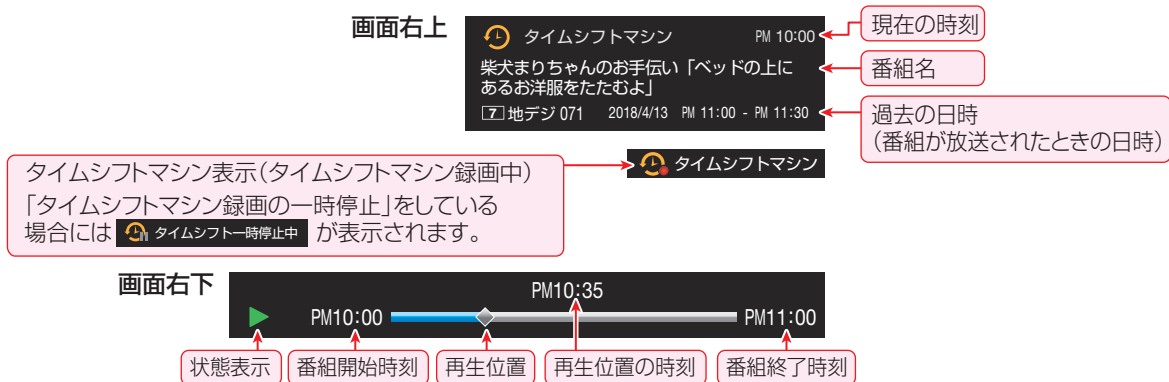 画面右上
タイムシフトマシン PM 10:00
現在の時刻
柴犬まりちゃんのお手伝い「ベッドの上に
あるお洋服をたたむよ」
番組名
7 地デジ 071 2018/4/13 PM 11:00 - PM 11:30
過去の日時
(番組が放送されたときの日時)
タイムシフトマシン
タイムシフトマシン表示(タイムシフトマシン録画中)
「タイムシフトマシン録画の一時停止」をしている
場合には タイムシフト一時停止中 が表示されます。
画面右下
PM10:35
PM10:00 PM11:00
状態表示 番組開始時刻 再生位置 再生位置の時刻 番組終了時刻